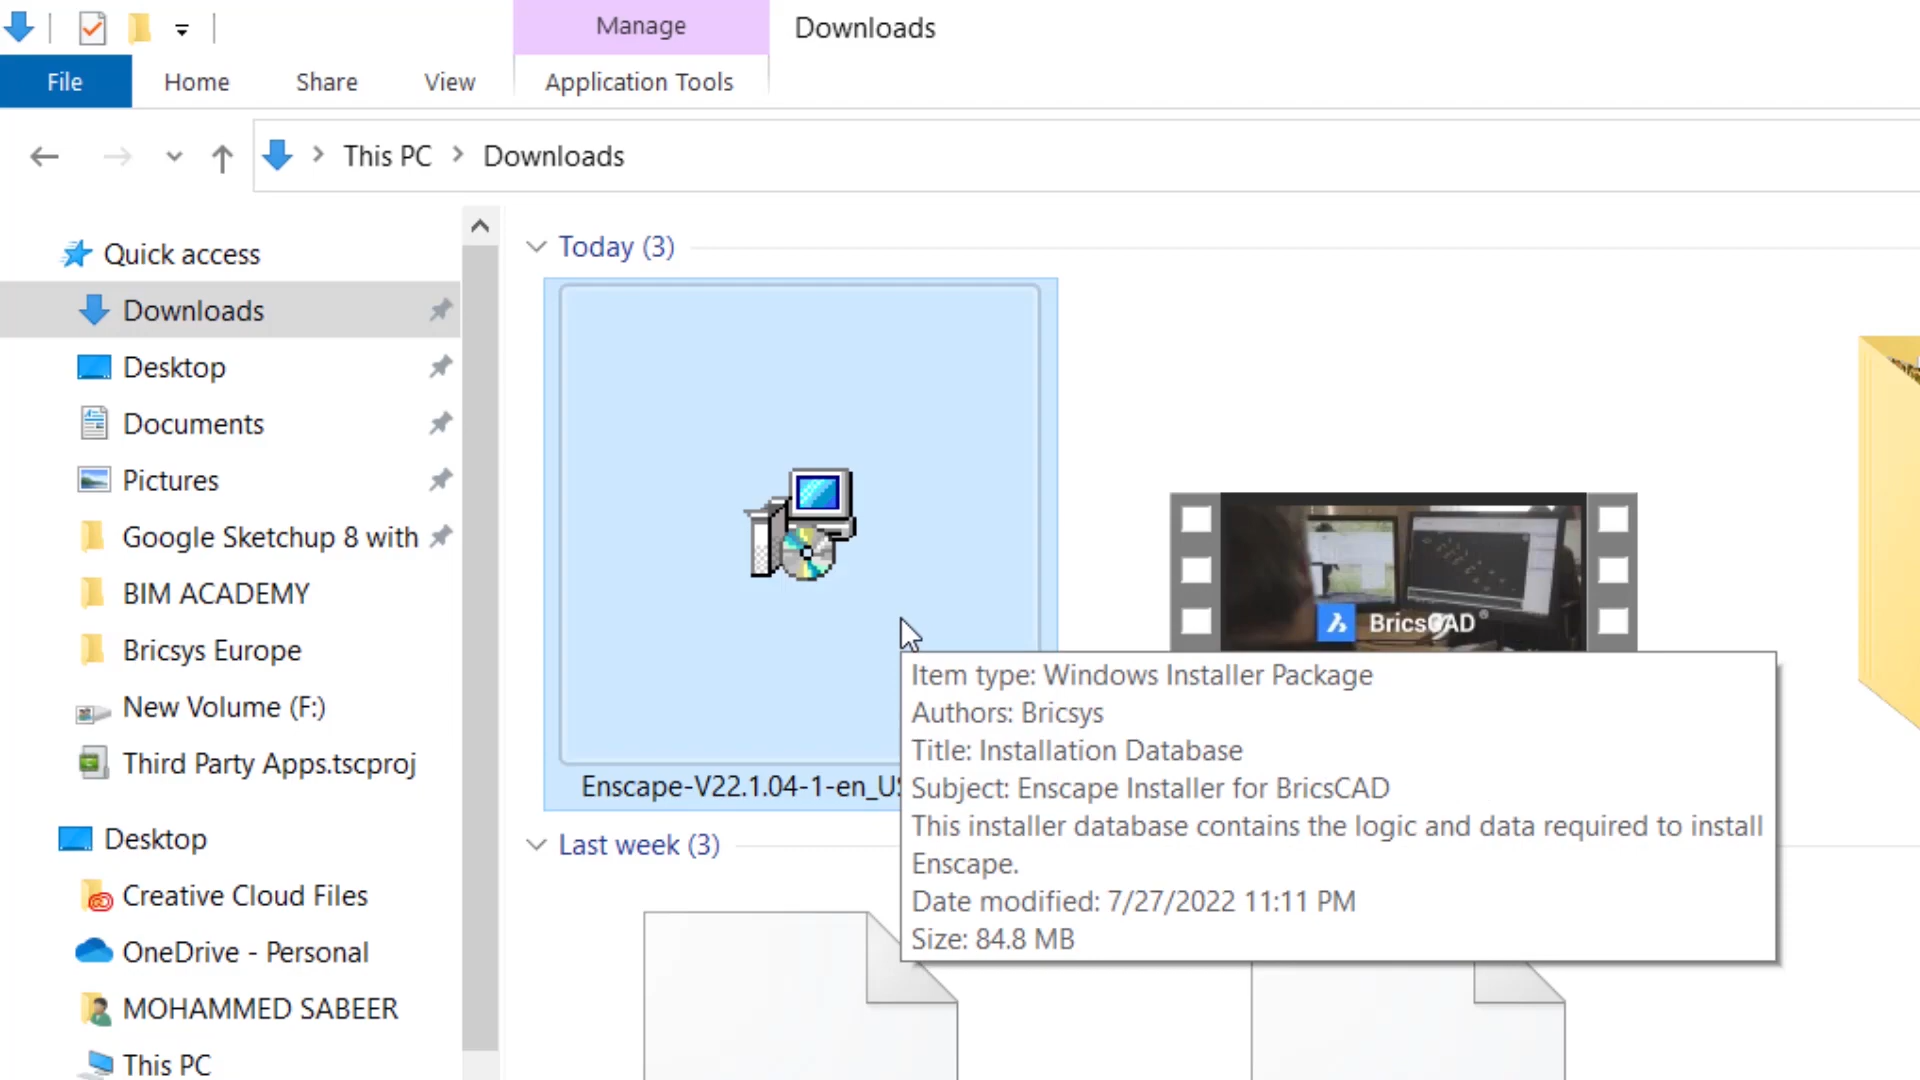 Manage
Downloads
File
Home
Share
View
Application Tools
This PC
Downloads
Quick access
Downloads
Desktop
Documents
Pictures
Google Sketchup 8 with
BIM ACADEMY
Bricsys Europe
New Volume (F:)
Third Party Apps.tscproj
Desktop
Creative Cloud Files
OneDrive - Personal
MOHAMMED SABEER
This PC
Today (3)
BricsCAD®
Enscape-V22.1.04-1-en_US
Item type: Windows Installer Package
Authors: Bricsys
Title: Installation Database
Subject: Enscape Installer for BricsCAD
This installer database contains the logic and data required to install
Enscape.
Date modified: 7/27/2022 11:11 PM
Size: 84.8 MB
Last week (3)